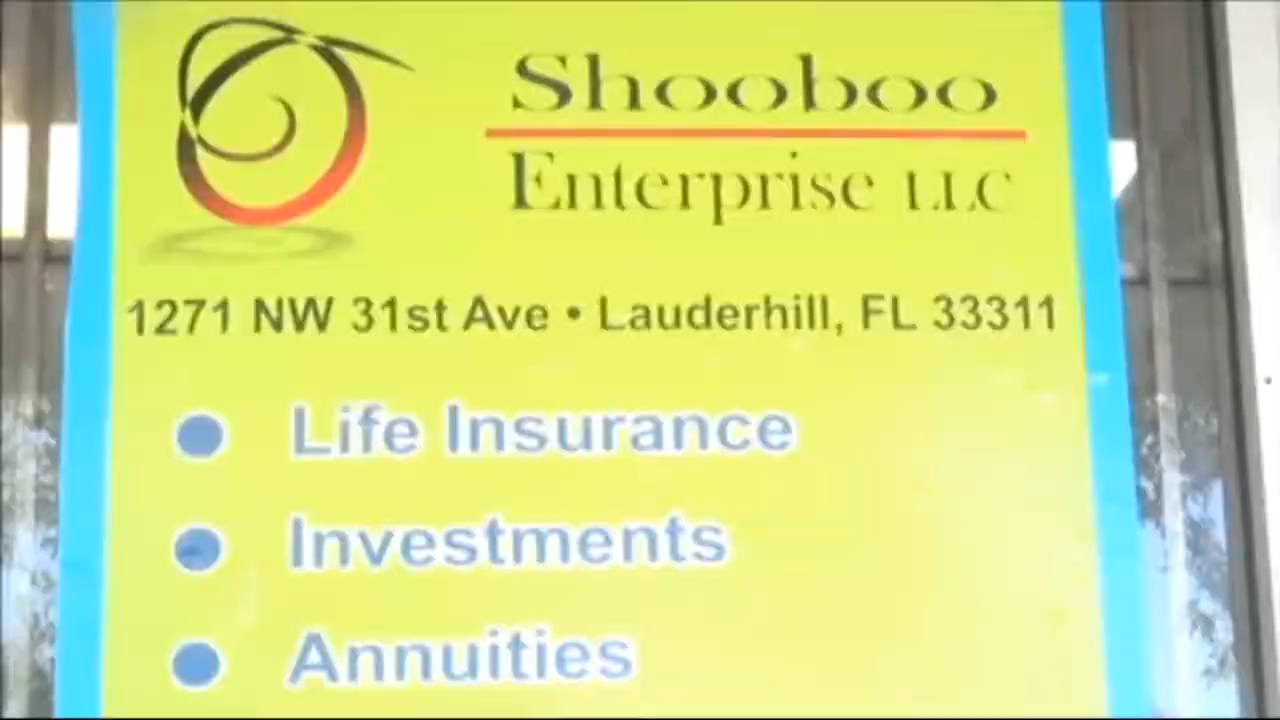 Shooboo
Enterprise LLC
1271 NW 31st Ave • Lauderhill, FL 33311
• Life Insurance
• Investments
• Annuities